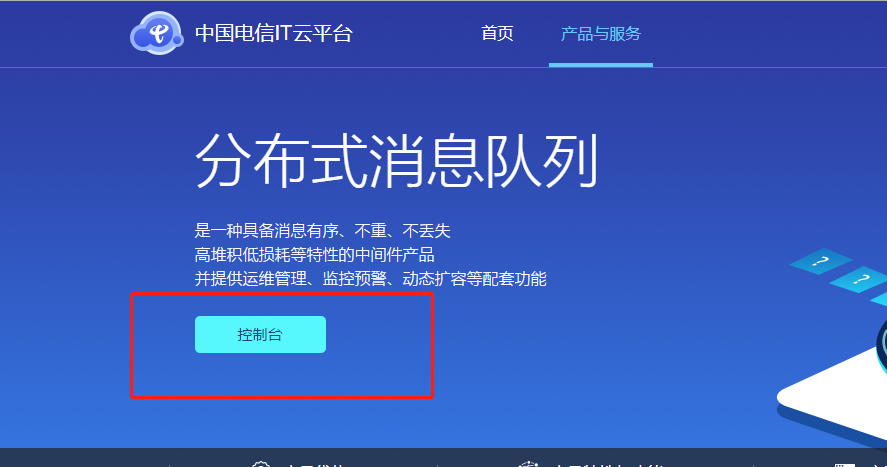 中国电信IT云平台
首页
产品与服务
分布式消息队列
是一种具备消息有序、不重、不丢失
高堆积低损耗等特性的中间件产品
并提供运维管理、监控预警、动态扩容等配套功能
?
?
控制台